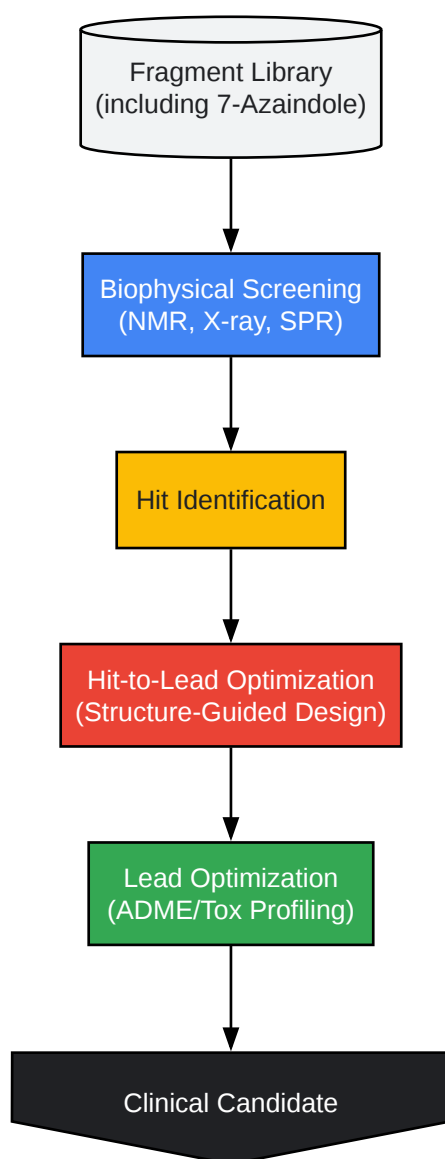 Fragment Library
(including 7-Azaindole)
Biophysical Screening
(NMR, X-ray, SPR)
Hit Identification
Hit-to-Lead Optimization
(Structure-Guided Design)
Lead Optimization
(ADME/Tox Profiling)
Clinical Candidate